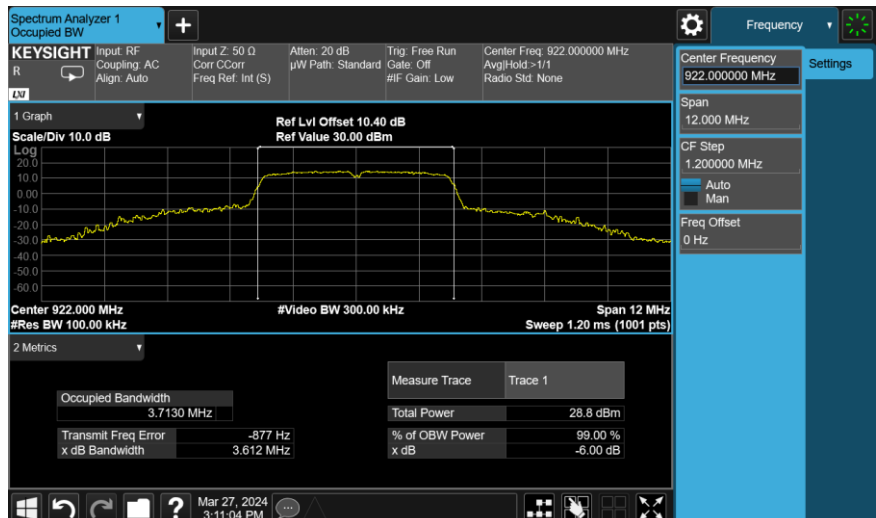 Spectrum Analyzer 1
Occupied BW
+
Frequency
KEYSIGHT
R
LXI
Input: RF
Coupling: AC
Align: Auto
Input Z: 50 Ω
Corr CCorr
Freq Ref: Int (S)
Atten: 20 dB
µW Path: Standard
Trig: Free Run
Gate: Off
#IF Gain: Low
Center Freq: 922.000000 MHz
Avg|Hold:>1/1
Radio Std: None
Center Frequency
922.000000 MHz
Settings
Span
12.000 MHz
CF Step
1.200000 MHz
Auto
Man
Freq Offset
0 Hz
1 Graph
Scale/Div 10.0 dB
Ref Lvl Offset 10.40 dB
Ref Value 30.00 dBm
Log
20.0
10.0
0.00
-10.0
-20.0
-30.0
-40.0
-50.0
-60.0
Center 922.000 MHz
#Video BW 300.00 kHz
Span 12 MHz
#Res BW 100.00 kHz
Sweep 1.20 ms (1001 pts)
2 Metrics
Measure Trace Trace 1
Occupied Bandwidth
3.7130 MHz
Total Power 28.8 dBm
Transmit Freq Error -877 Hz
% of OBW Power 99.00 %
x dB Bandwidth 3.612 MHz
x dB -6.00 dB
?
Mar 27, 2024
3:11:04 PM